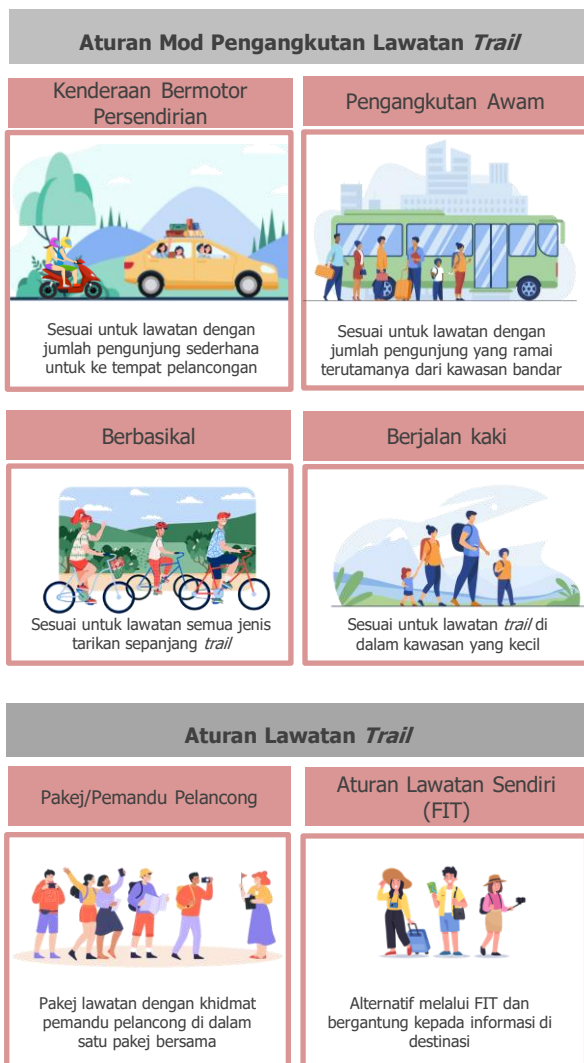 Aturan Mod Pengangkutan Lawatan Trail
Kenderaan Bermotor
Persendirian
Sesuai untuk lawatan dengan
jumlah pengunjung sederhana
untuk ke tempat pelancongan
Pengangkutan Awam
Sesuai untuk lawatan dengan
jumlah pengunjung yang ramai
terutamanya dari kawasan bandar
Berbasikal
Sesuai untuk lawatan semua jenis
tarikan sepanjang trail
Berjalan kaki
Sesuai untuk lawatan trail di
dalam kawasan yang kecil
Aturan Lawatan Trail
Pakej/Pemandu Pelancong
Pakej lawatan dengan khidmat
pemandu pelancong di dalam
satu pakej bersama
Aturan Lawatan Sendiri
(FIT)
Alternatif melalui FIT dan
bergantung kepada informasi di
destinasi